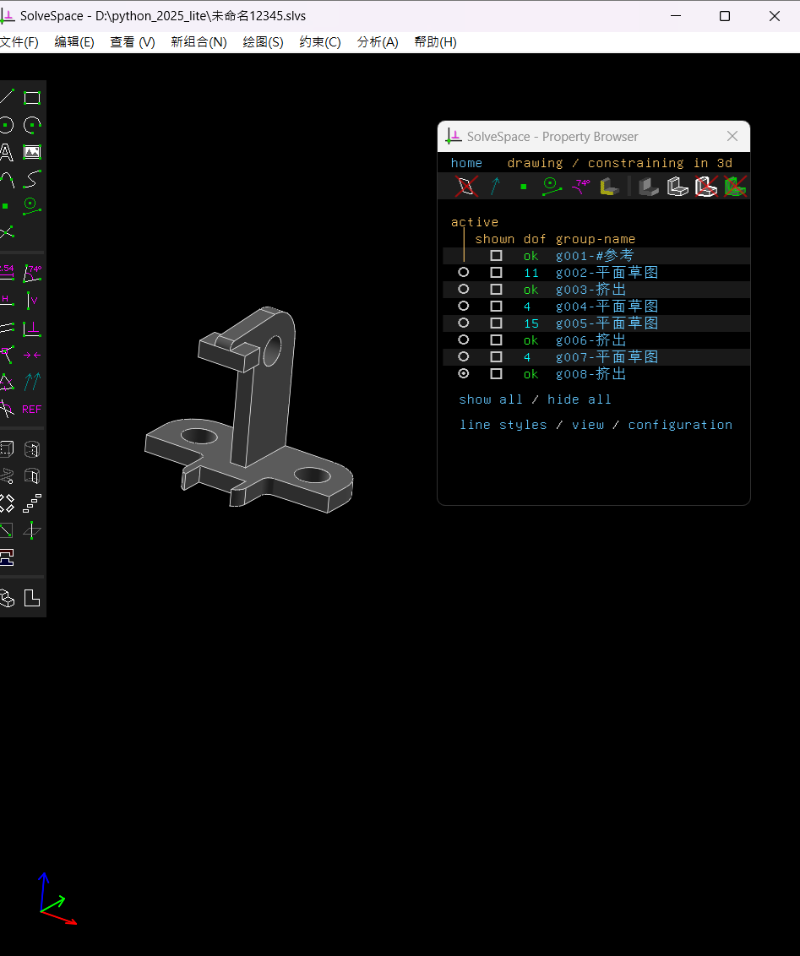 SolveSpace - D:\python_2025_lite\未命名12345.slvs
文件(F) 编辑(E) 查看 (V) 新组合(N) 绘图(S) 约束(C) 分析(A) 帮助(H)
SolveSpace - Property Browser
home drawing / constraining in 3d
74°
active
shown dof group-name
ok g001-#参考
11 g002-平面草图
ok g003-挤出
4 g004-平面草图
15 g005-平面草图
ok g006-挤出
4 g007-平面草图
ok g008-挤出
show all / hide all
line styles / view / configuration
A
2.54 74°
H V
REF